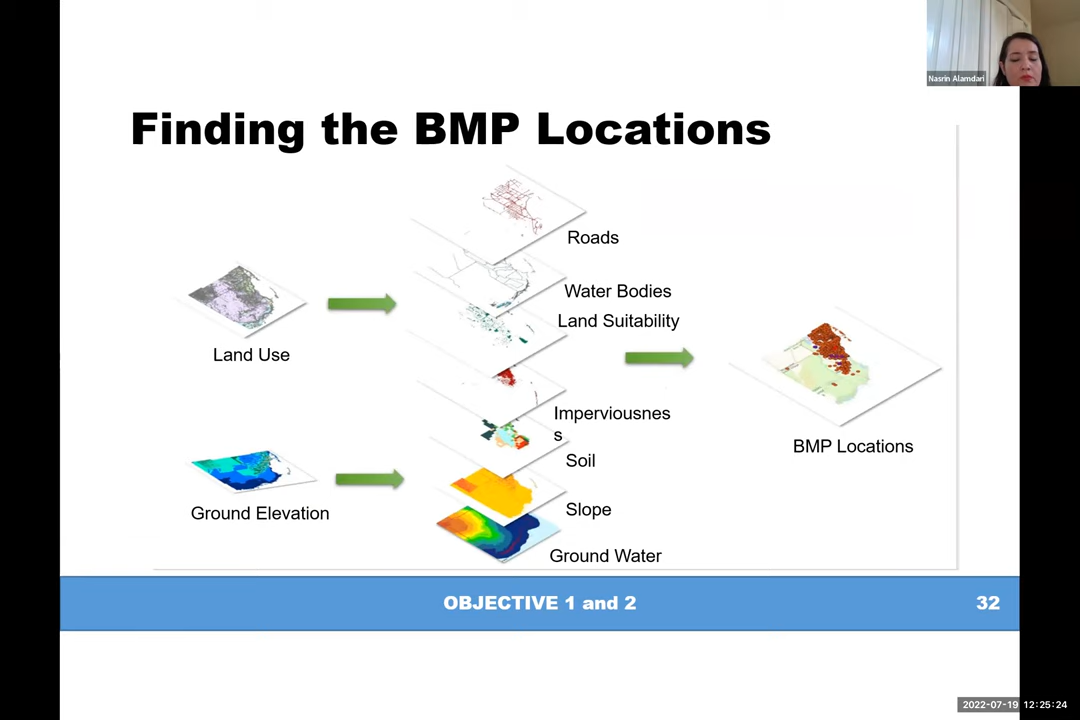 Nasrin Alamdari
Finding the BMP Locations
Roads
Water Bodies
Land Suitability
Land Use
Imperviousnes
s
BMP Locations
Soil
Slope
Ground Elevation
Ground Water
OBJECTIVE 1 and 2
32
2022-07-19 12:25:24